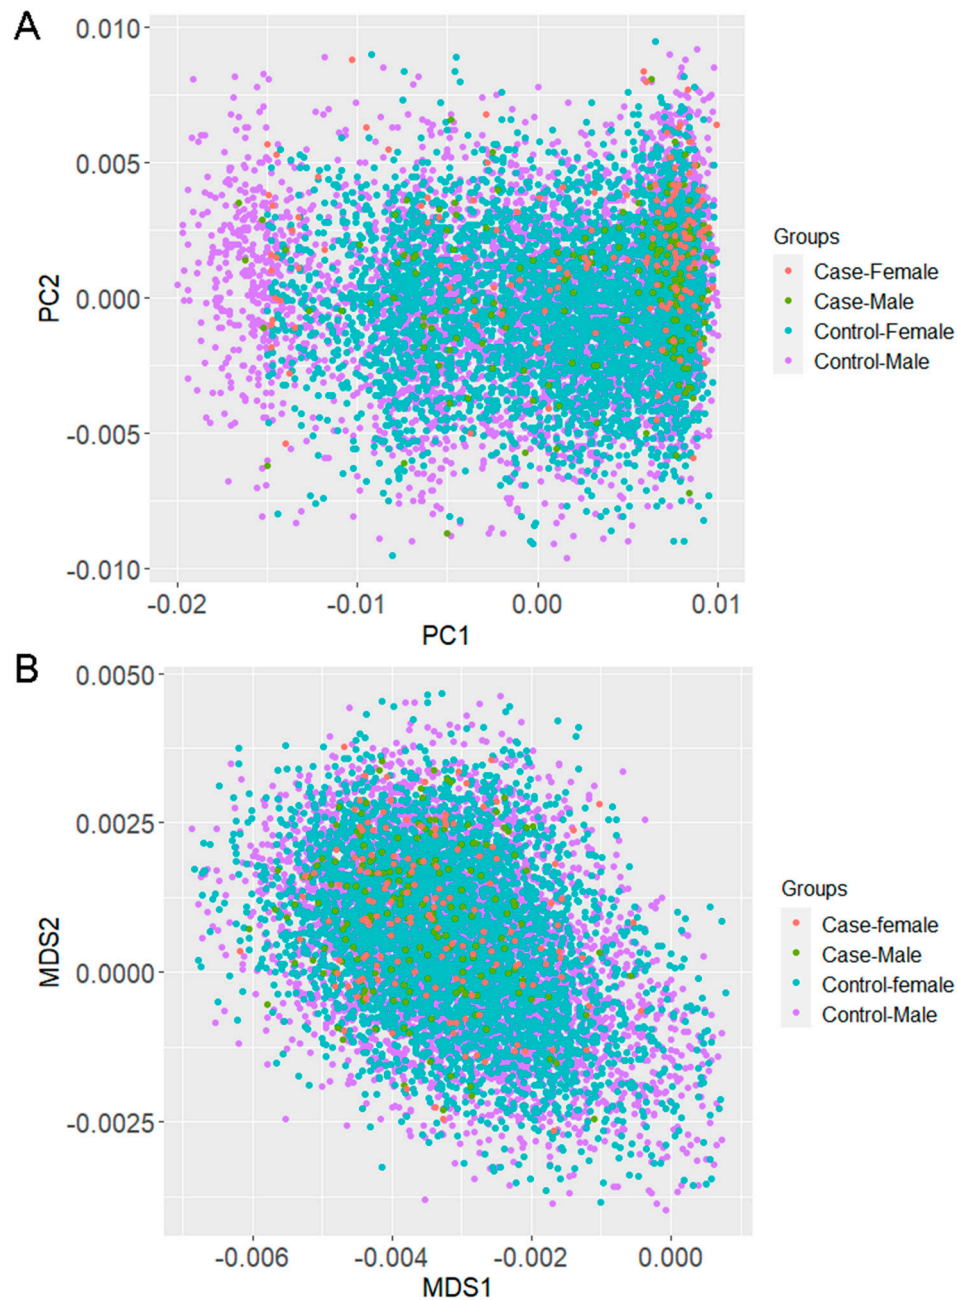 A
0.010
0.005
0.000
-0.005
-0.010
PC2
-0.02
-0.01
0.00
0.01
PC1
Groups
Case-Female
Case-Male
Control-Female
Control-Male
B
0.0050
0.0025
0.0000
-0.0025
MDS2
-0.006
-0.004
-0.002
0.000
MDS1
Groups
Case-female
Case-Male
Control-female
Control-Male